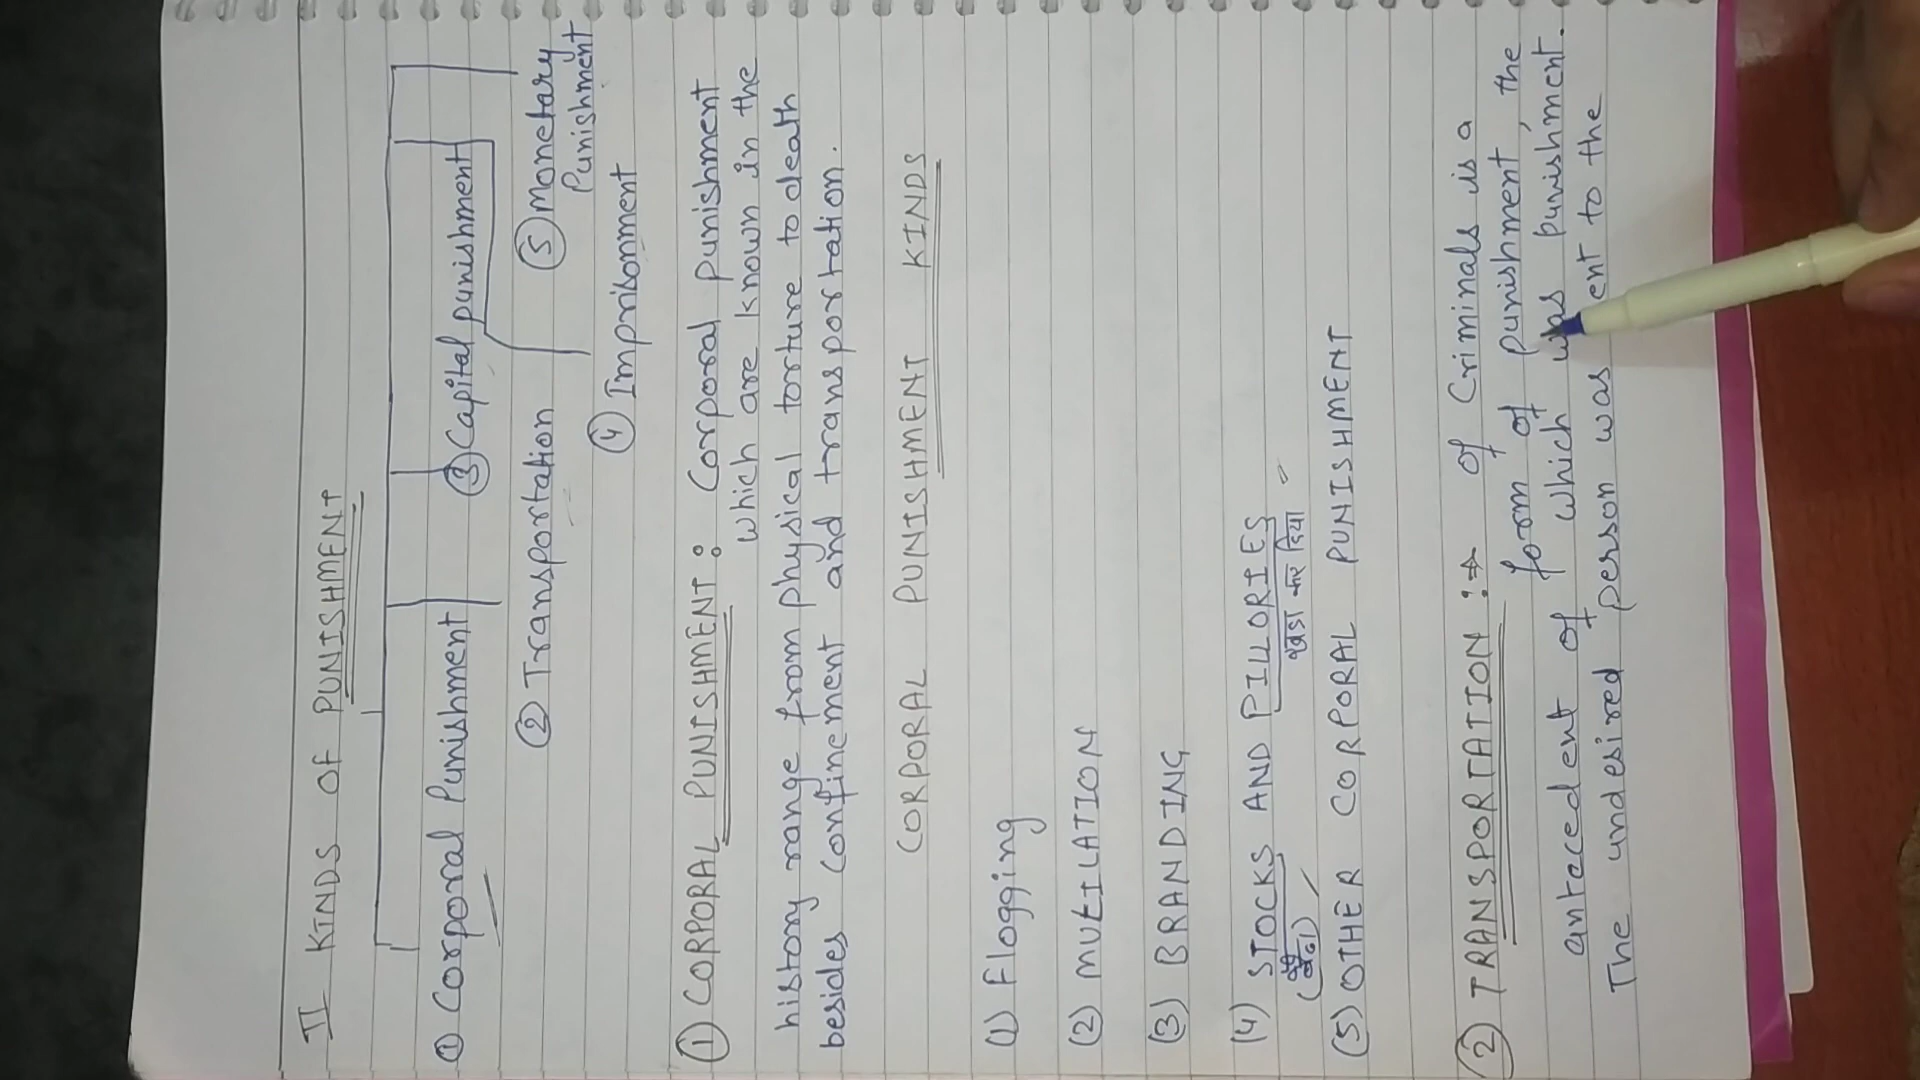 II KINDS OF PUNISHMENT
① Corporal Punishment ③ Capital punishment
② Transportation ⑤ Monetary Punishment
④ Imprisonment
① CORPORAL PUNISHMENT : Corporal punishment
which are known in the
history range from physical torture to death
besides confinement and transportation.
CORPORAL PUNISHMENT KINDS
(1) Flogging
(2) MUTILATION
(3) BRANDING
(4) STOCKS AND PILLORIES
खडा कर दिया
(5) OTHER CORPORAL PUNISHMENT
② TRANSPORTATION :⇒ of Criminals is a
form of punishment, the
antecedent of which was punishment.
The undesired person was ent to the